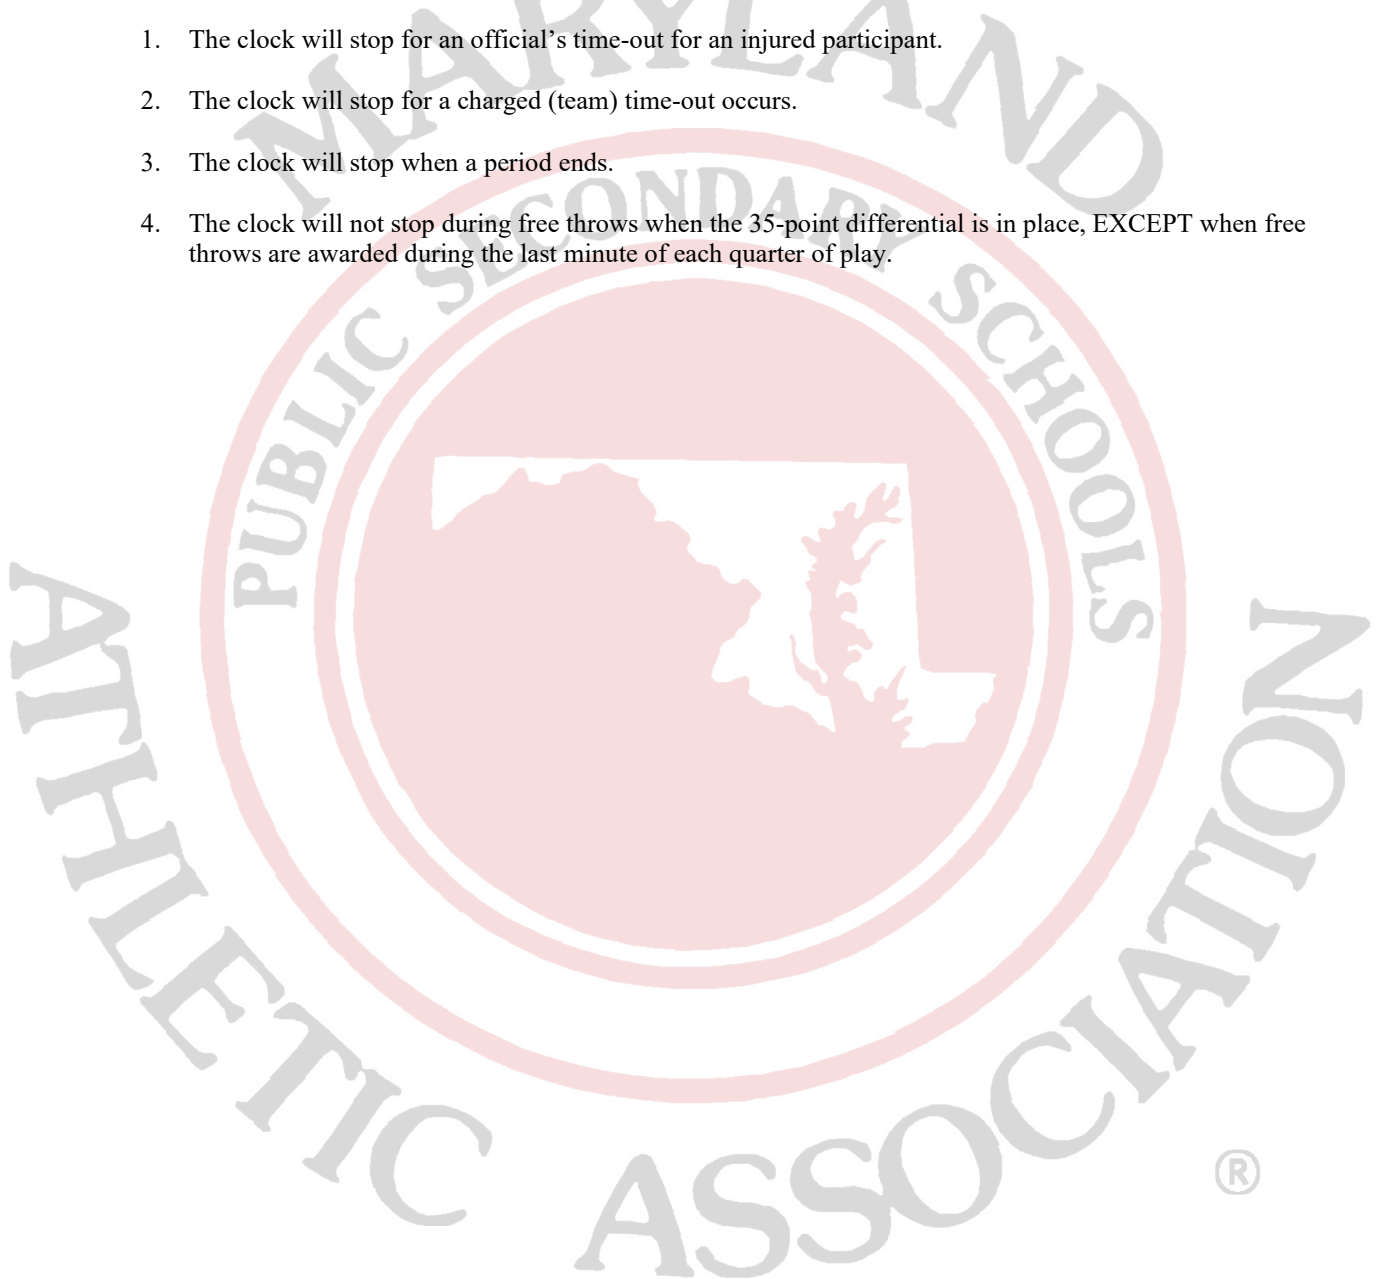 1. The clock will stop for an official's time-out for an injured participant.
2. The clock will stop for a charged (team) time-out occurs.
3. The clock will stop when a period ends.
4. The clock will not stop during free throws when the 35-point differential is in place, EXCEPT when free
throws are awarded during the last minute of each quarter of play.
MARYLAND
PUBLIC SECONDARY SCHOOLS
ATHLETIC ASSOCIATION
®